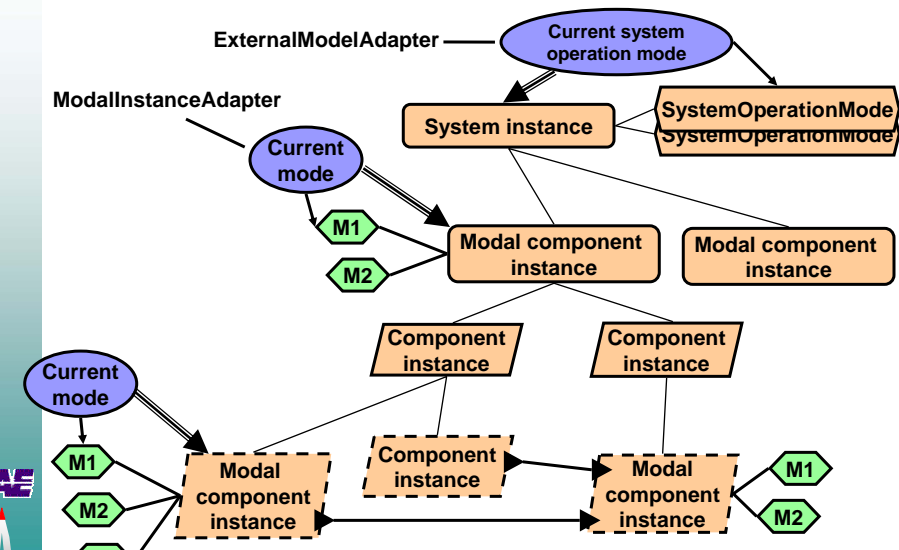 ExternalModelAdapter
Current system
operation mode
ModalInstanceAdapter
SystemOperationMode
SystemOperationMode
System instance
Current
mode
M1
M2
Modal component
instance
Modal component
instance
Component
instance
Component
instance
Current
mode
M1
M2
Modal
component
instance
Component
instance
Modal
component
instance
M1
M2